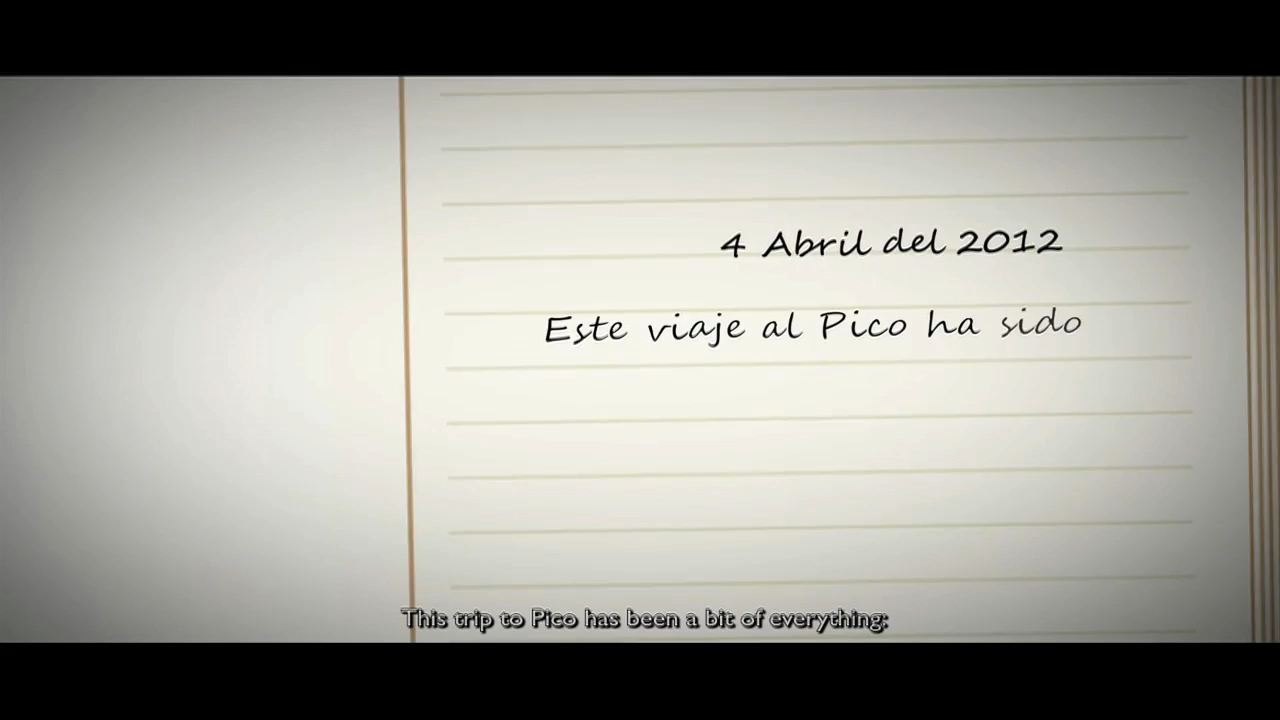 4 Abril del 2012
Este viaje al Pico ha sido
This trip to Pico has been a bit of everything: